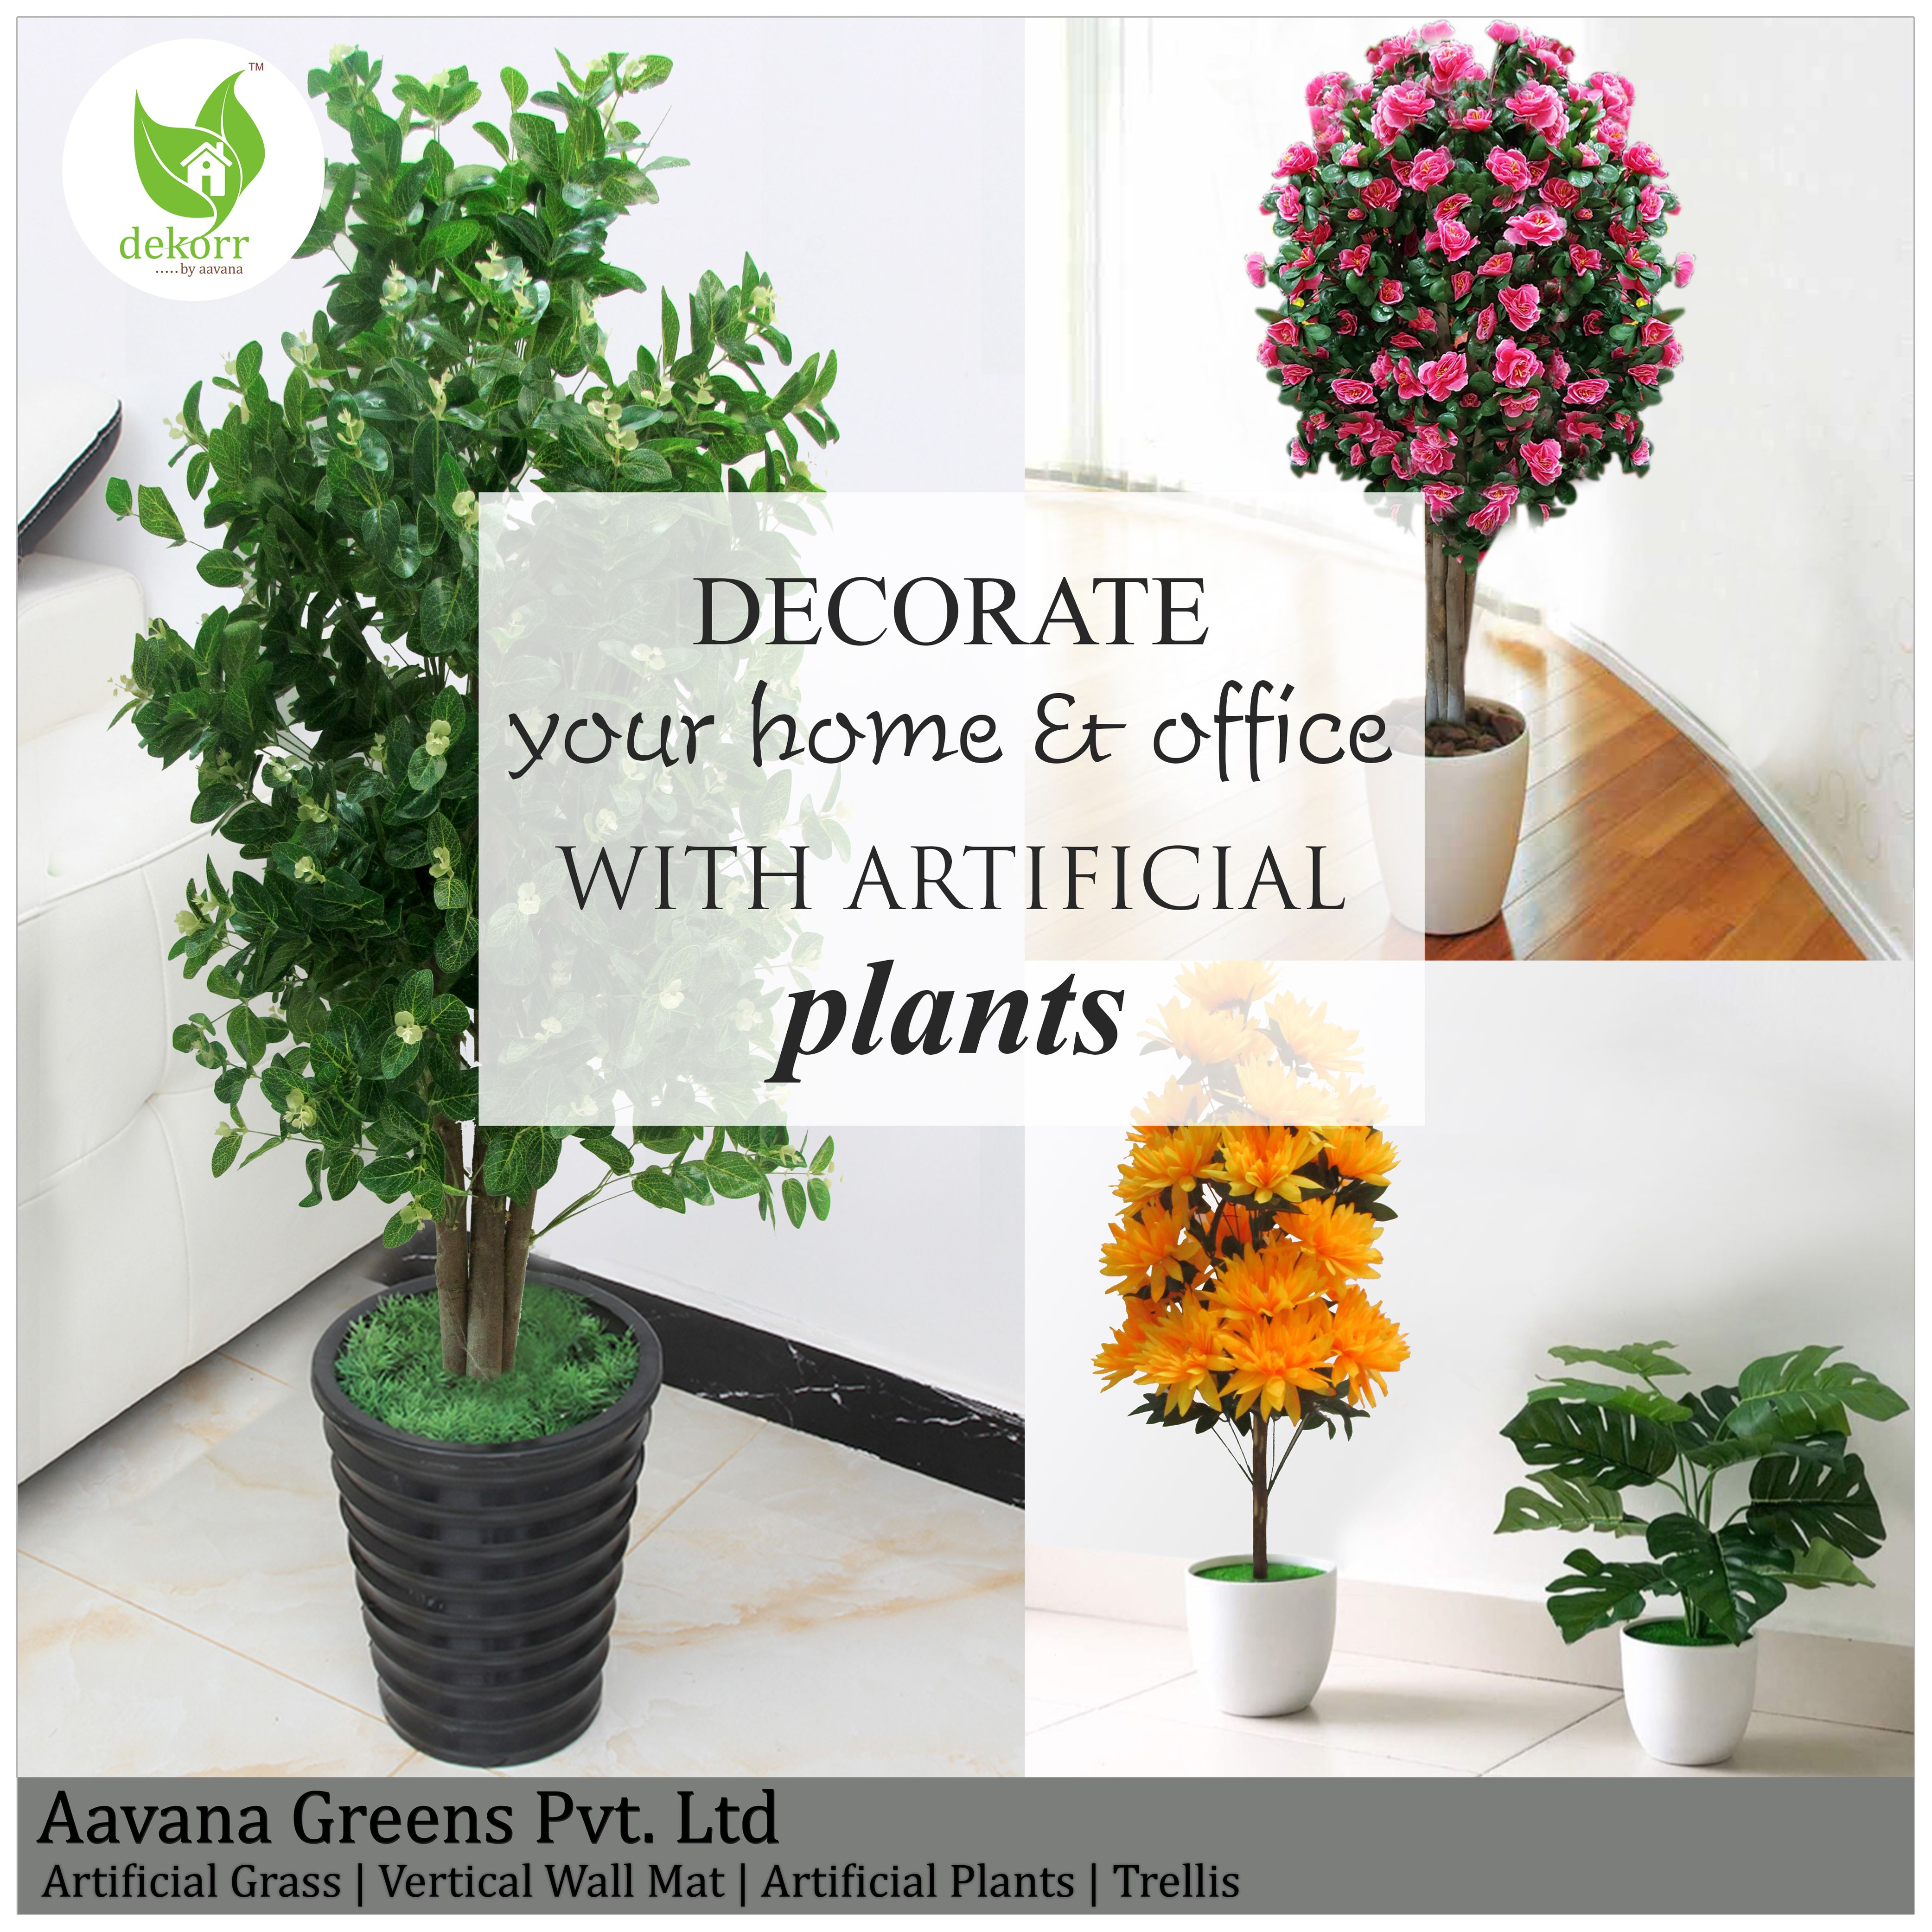 TM
dekorr
.....by aavana
DECORATE
your home & office
WITH ARTIFICIAL
plants
Aavana Greens Pvt. Ltd
Artificial Grass | Vertical Wall Mat | Artificial Plants | Trellis